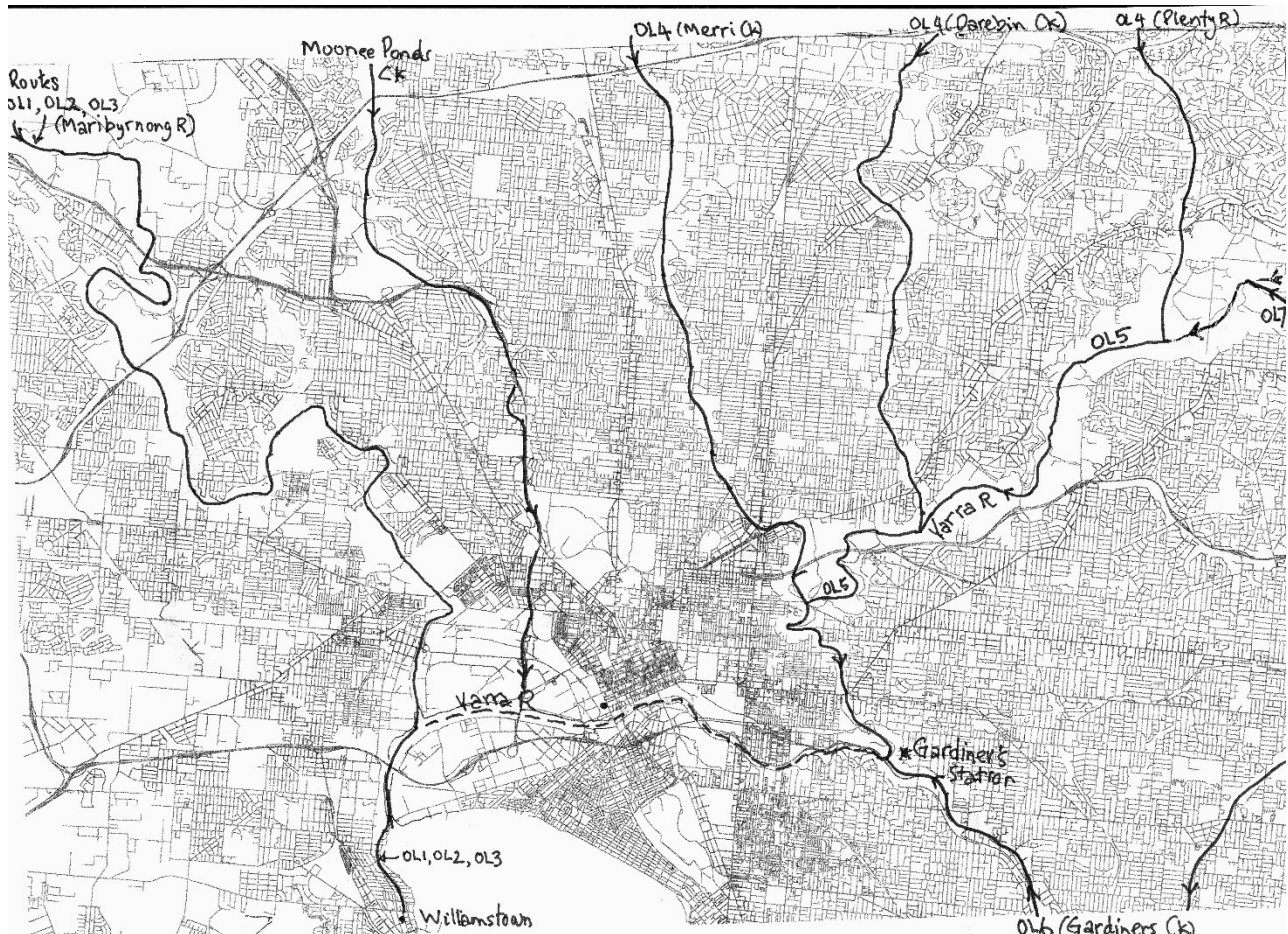 OL4 (Merri Ck)
OL4 (Darebin Ck)
OL4 (Plenty R)
Moonee Ponds
Ck
Routes
OL1, OL2, OL3
(Maribyrnong R)
OL7
OL5
Yarra R
OL5
Yarra R
Gardiner's
Station
OL1, OL2, OL3
Williamstown
OL6 (Gardiners Ck)